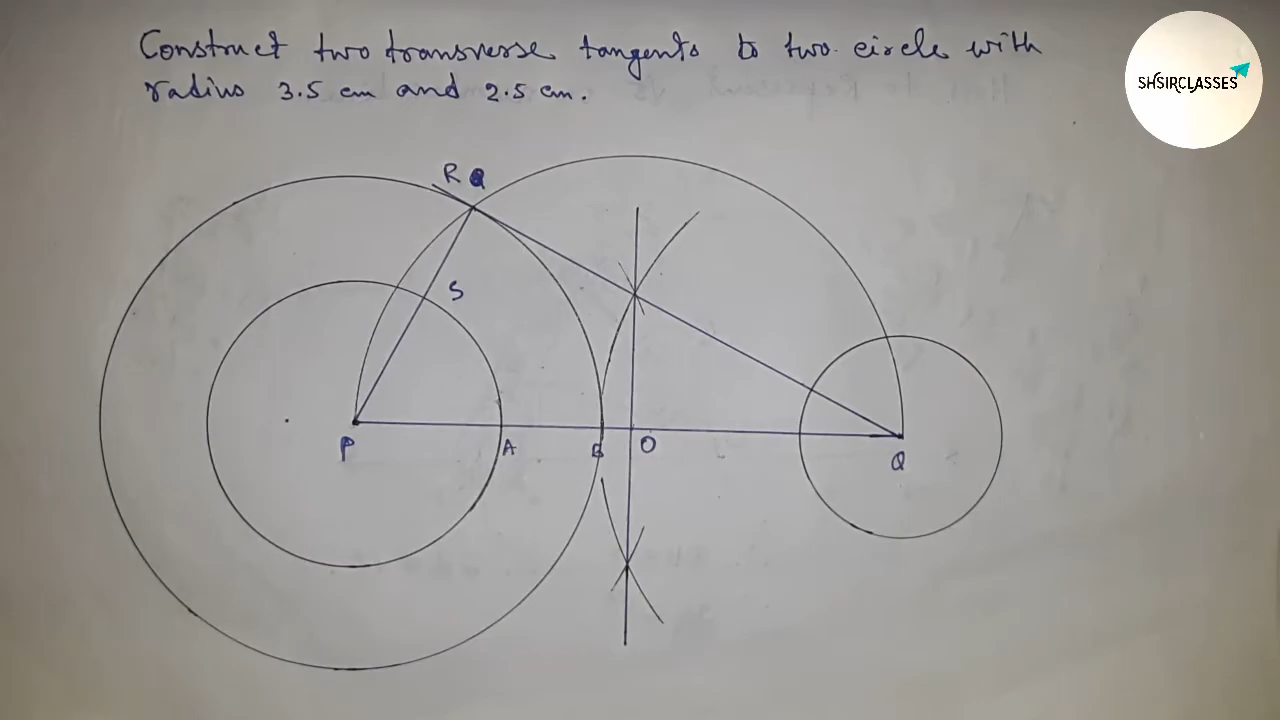 Construct two transverse tangents to two circle with
radius 3.5 cm and 2.5 cm.
SHSIRCLASSES
R
S
P
A
B
O
Q